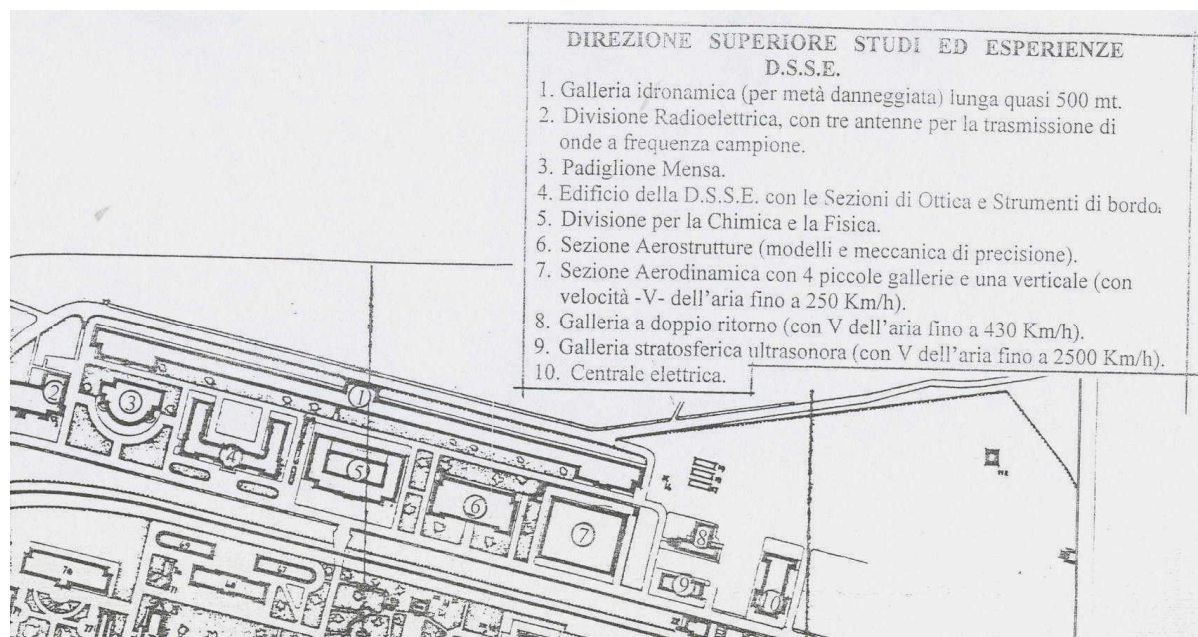 DIREZIONE SUPERIORE STUDI ED ESPERIENZE
D.S.S.E.
1. Galleria idronamica (per metà danneggiata) lunga quasi 500 mt.
2. Divisione Radioelettrica, con tre antenne per la trasmissione di
onde a frequenza campione.
3. Padiglione Mensa.
4. Edificio della D.S.S.E. con le Sezioni di Ottica e Strumenti di bordo.
5. Divisione per la Chimica e la Fisica.
6. Sezione Aerostrutture (modelli e meccanica di precisione).
7. Sezione Aerodinamica con 4 piccole gallerie e una verticale (con
velocità -V- dell'aria fino a 250 Km/h).
8. Galleria a doppio ritorno (con V dell'aria fino a 430 Km/h).
9. Galleria stratosferica ultrasonora (con V dell'aria fino a 2500 Km/h).
10. Centrale elettrica.
1
2
3
4
5
6
7
8
9
10